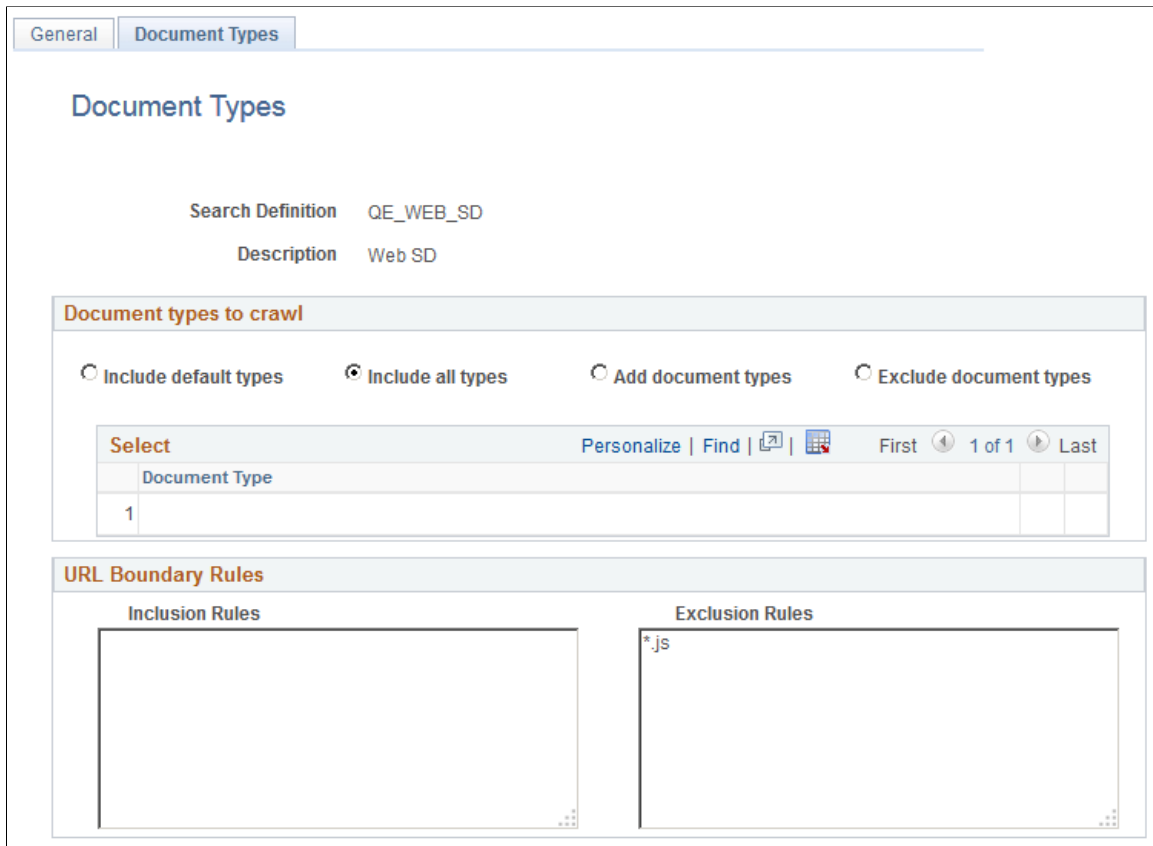 General Document Types
Document Types
Search Definition QE_WEB_SD
Description Web SD
Document types to crawl
Include default types Include all types Add document types Exclude document types
Select Personalize | Find | | First 1 of 1 Last
Document Type
1
URL Boundary Rules
Inclusion Rules Exclusion Rules
*.js